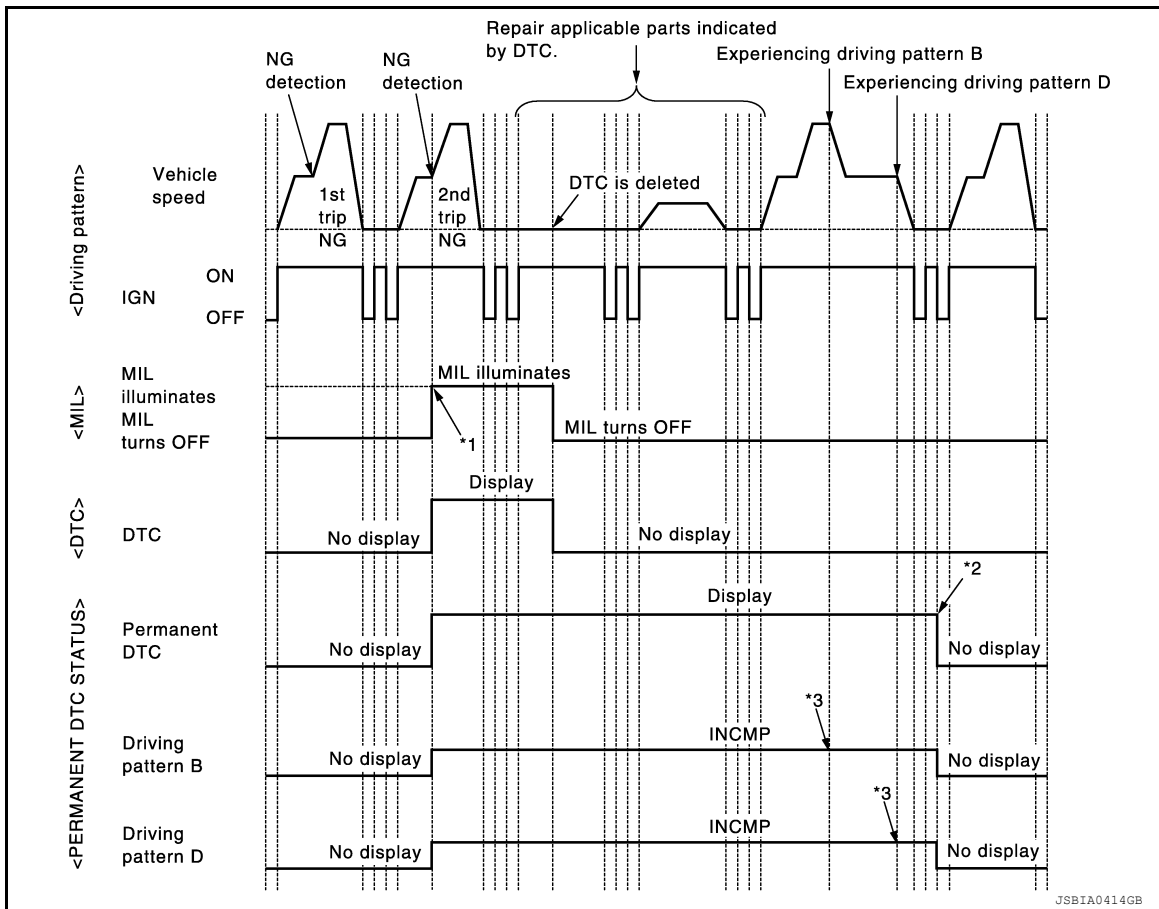 Repair applicable parts indicated
by DTC.
Experiencing driving pattern B
NG
detection
NG
detection
Experiencing driving pattern D
<Driving pattern>
Vehicle
speed
1st
trip
NG
2nd
trip
NG
DTC is deleted
IGN
ON
OFF
<MIL>
MIL
illuminates
MIL
turns OFF
MIL illuminates
*1
MIL turns OFF
<DTC>
DTC
No display
Display
No display
<PERMANENT DTC STATUS>
Permanent
DTC
No display
Display
*2
No display
Driving
pattern B
No display
INCMP
*3
No display
Driving
pattern D
No display
INCMP
*3
No display
JSBIA0414GB